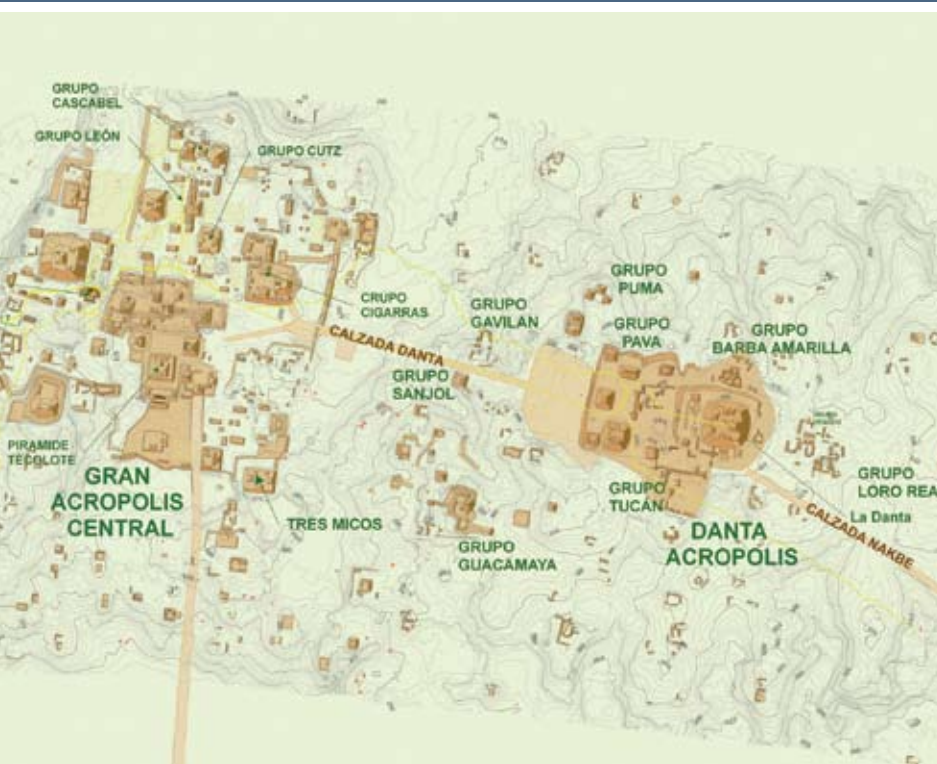 GRUPO
CASCABEL
GRUPO LEÓN
GRUPO CUTZ
CRUPO
CIGARRAS
CALZADA DANTA
GRUPO
GAVILAN
GRUPO
PUMA
GRUPO
PAVA
GRUPO
BARBA AMARILLA
GRUPO
SANJOL
PIRAMIDE
TECOLOTE
GRAN
ACROPOLIS
CENTRAL
TRES MICOS
GRUPO
GUACAMAYA
GRUPO
TUCÁN
DANTA
ACROPOLIS
GRUPO
LORO REA
La Danta
CALZADA NAKBE